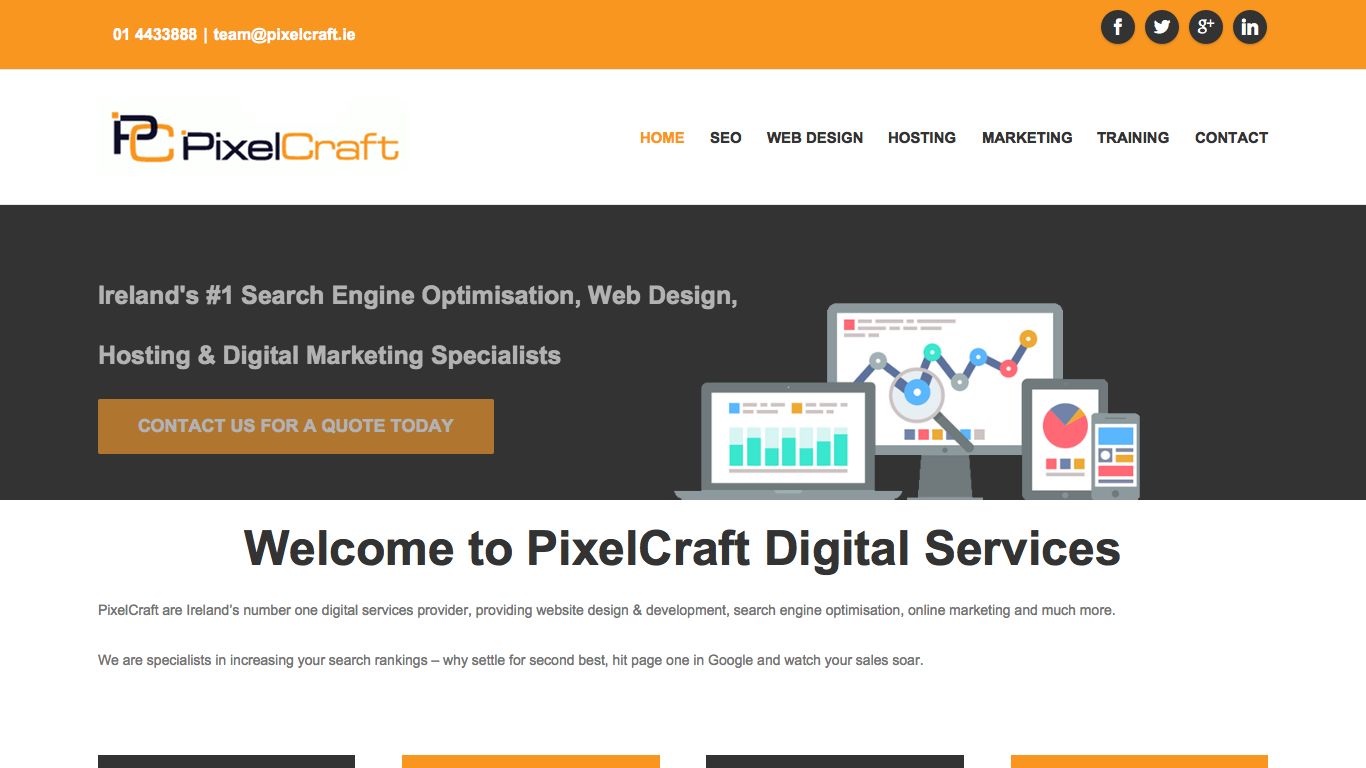 01 4433888 | team@pixelcraft.ie
PC PixelCraft
HOME SEO WEB DESIGN HOSTING MARKETING TRAINING CONTACT
Ireland's #1 Search Engine Optimisation, Web Design,
Hosting & Digital Marketing Specialists
CONTACT US FOR A QUOTE TODAY
Welcome to PixelCraft Digital Services
PixelCraft are Ireland’s number one digital services provider, providing website design & development, search engine optimisation, online marketing and much more.
We are specialists in increasing your search rankings – why settle for second best, hit page one in Google and watch your sales soar.